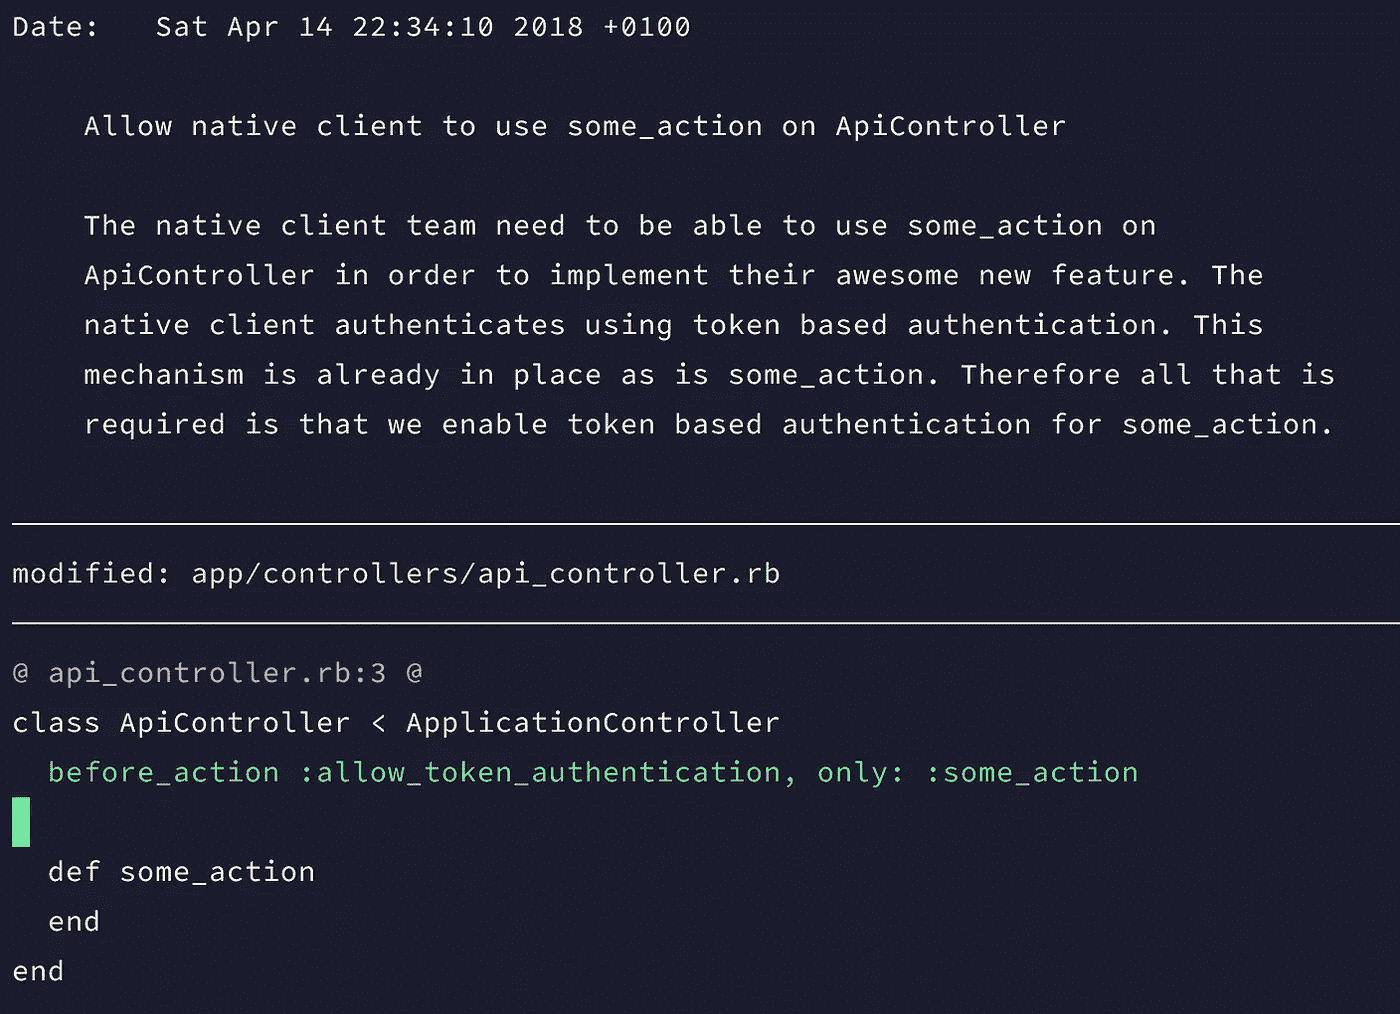 Date:   Sat Apr 14 22:34:10 2018 +0100
Allow native client to use some_action on ApiController
The native client team need to be able to use some_action on
ApiController in order to implement their awesome new feature. The
native client authenticates using token based authentication. This
mechanism is already in place as is some_action. Therefore all that is
required is that we enable token based authentication for some_action.
modified: app/controllers/api_controller.rb
@ api_controller.rb:3 @
class ApiController < ApplicationController
  before_action :allow_token_authentication, only: :some_action
  def some_action
  end
end